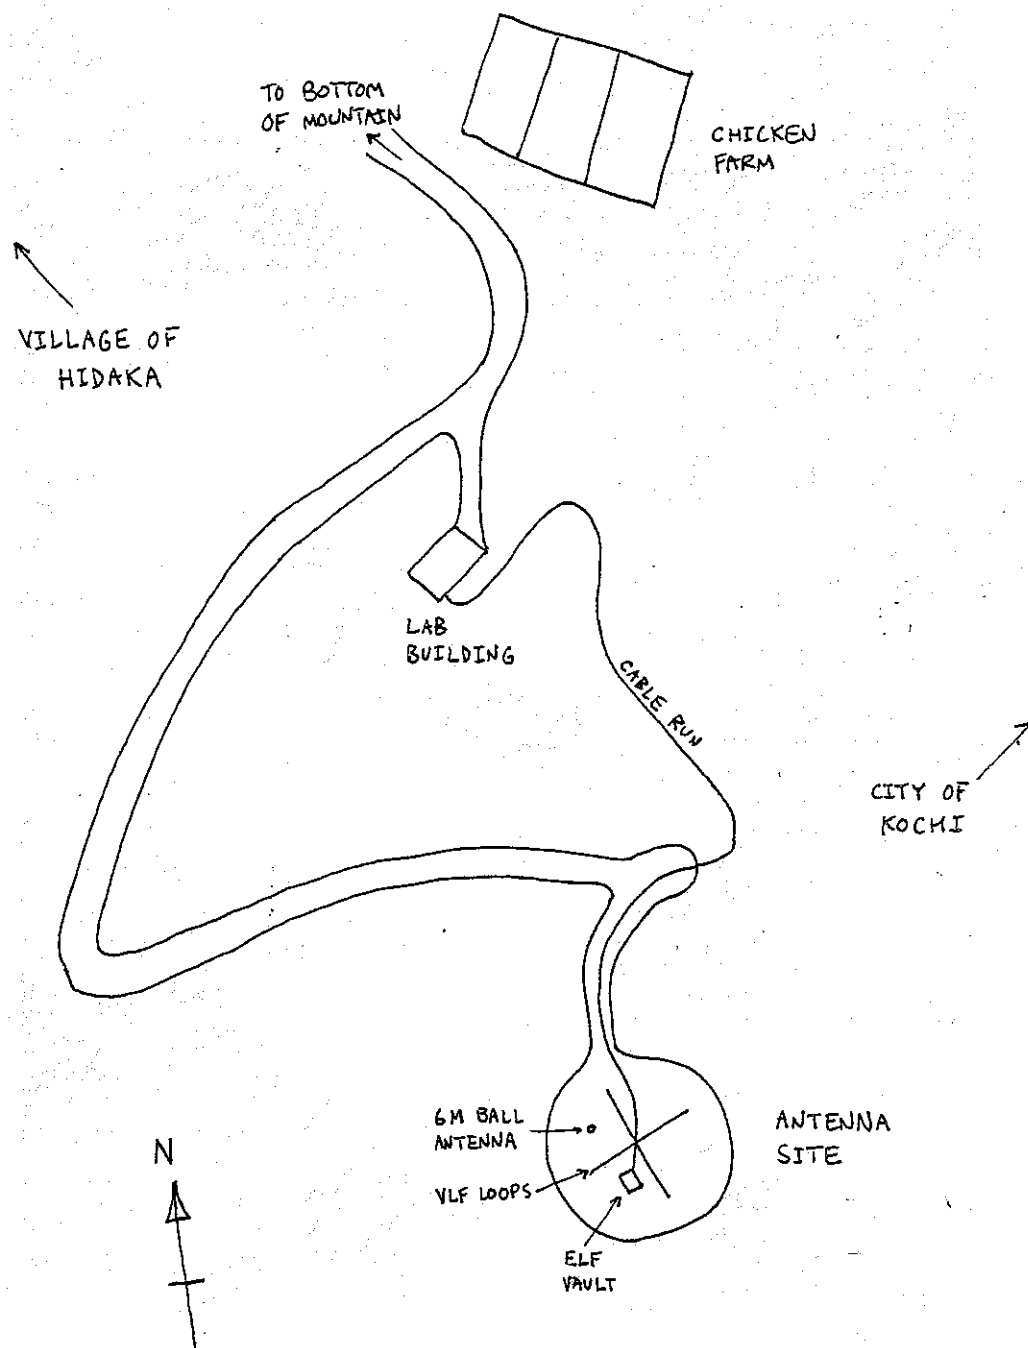 TO BOTTOM
OF MOUNTAIN
CHICKEN
FARM
VILLAGE OF
HIDAKA
LAB
BUILDING
CABLE RUN
CITY OF
KOCHI
6M BALL
ANTENNA
VLF LOOPS
ANTENNA
SITE
ELF
VAULT
N